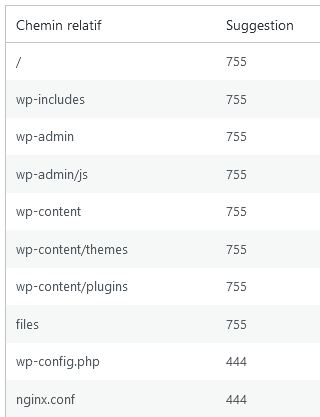 Chemin relatif Suggestion
/ 755
wp-includes 755
wp-admin 755
wp-admin/js 755
wp-content 755
wp-content/themes 755
wp-content/plugins 755
files 755
wp-config.php 444
nginx.conf 444